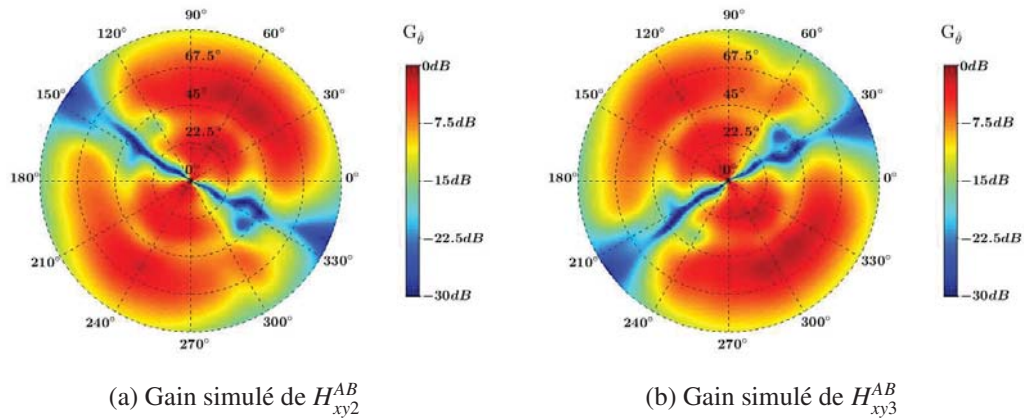 90°
120°
60°
67.5°
150°
45°
30°
22.5°
180°
0°
0°
210°
330°
240°
300°
270°
G_θ̂
0dB
−7.5dB
−15dB
−22.5dB
−30dB
90°
120°
60°
67.5°
150°
45°
30°
22.5°
180°
0°
0°
210°
330°
240°
300°
270°
G_θ̂
0dB
−7.5dB
−15dB
−22.5dB
−30dB
(a) Gain simulé de H_{xy2}^{AB}
(b) Gain simulé de H_{xy3}^{AB}